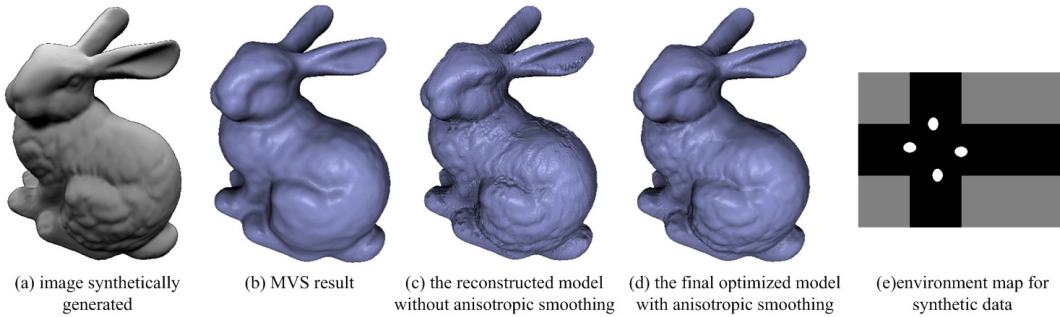 (a) image synthetically
generated
(b) MVS result
(c) the reconstructed model
without anisotropic smoothing
(d) the final optimized model
with anisotropic smoothing
(e)environment map for
synthetic data